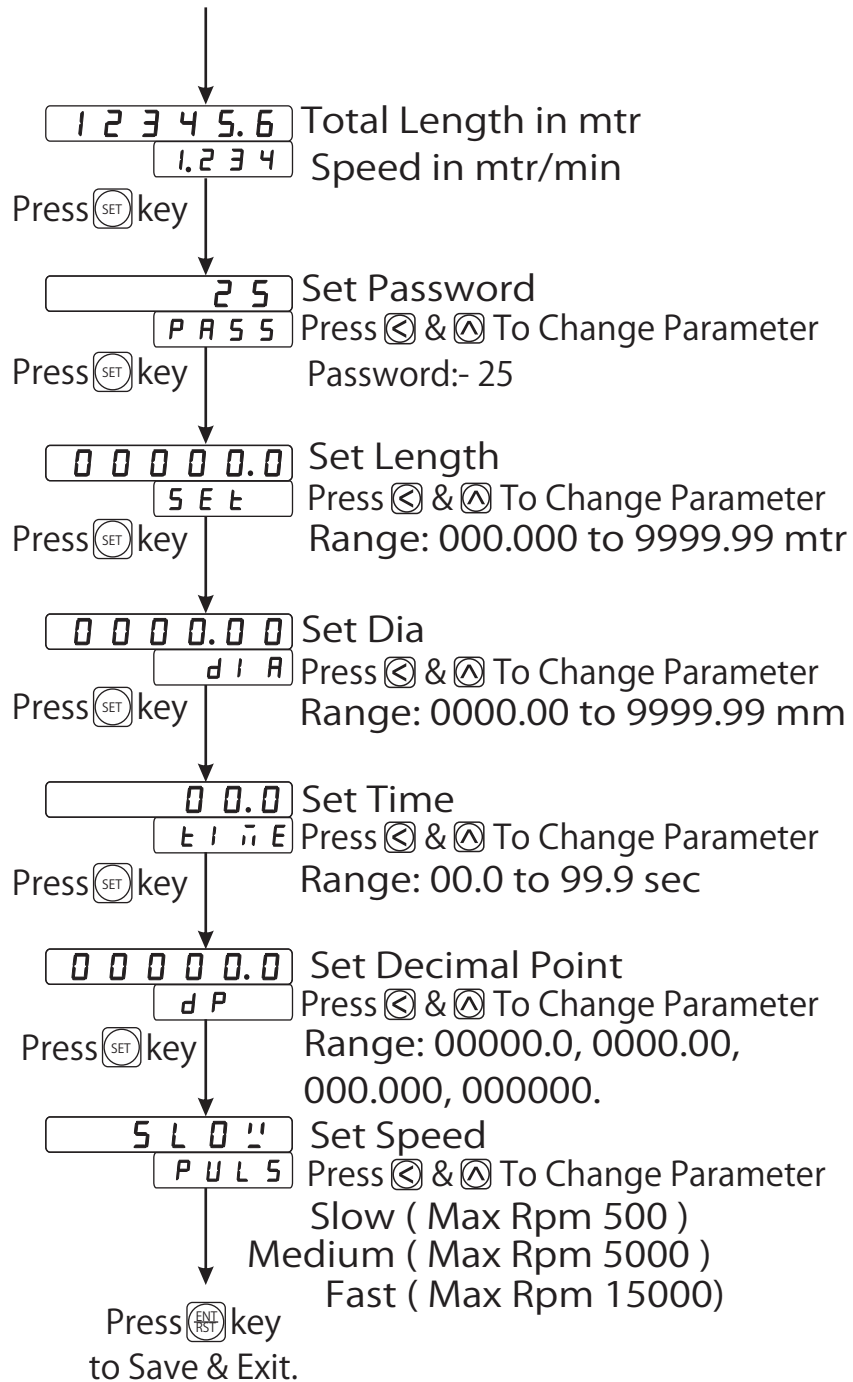 12345.6 Total Length in mtr
1.234 Speed in mtr/min
Press SET key
25 Set Password
PASS Press < & ^ To Change Parameter
Press SET key Password:- 25
00000.0 Set Length
SEt Press < & ^ To Change Parameter
Press SET key Range: 000.000 to 9999.99 mtr
0000.00 Set Dia
dIA Press < & ^ To Change Parameter
Press SET key Range: 0000.00 to 9999.99 mm
00.0 Set Time
tIME Press < & ^ To Change Parameter
Press SET key Range: 00.0 to 99.9 sec
00000.0 Set Decimal Point
dP Press < & ^ To Change Parameter
Press SET key Range: 00000.0, 0000.00,
000.000, 000000.
SLOW Set Speed
PULS Press < & ^ To Change Parameter
Slow ( Max Rpm 500 )
Medium ( Max Rpm 5000 )
Fast ( Max Rpm 15000)
Press ENT RST key
to Save & Exit.